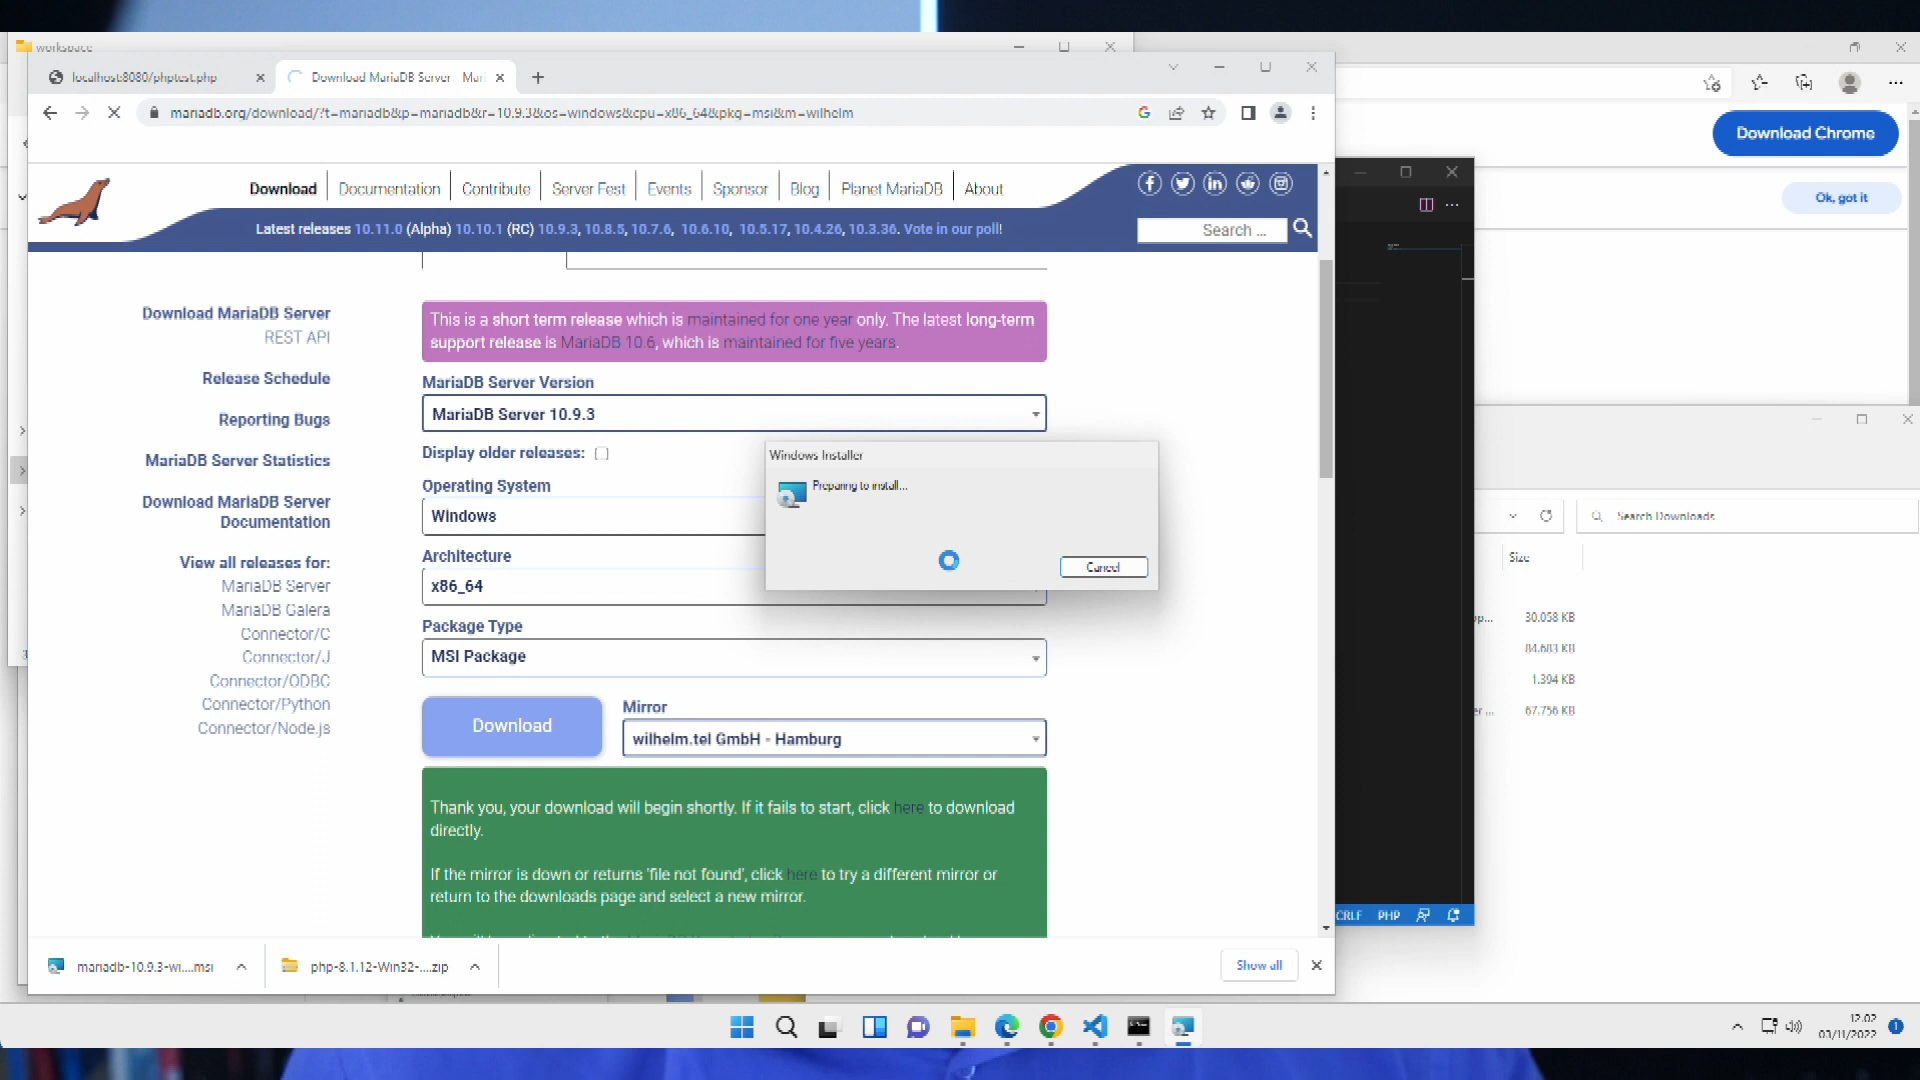 workspace
localhost:8080/phptest.php
Download MariaDB Server - Mari
mariadb.org/download/?t=mariadb&p=mariadb&r=10.9.3&os=windows&cpu=x86_64&pkg=msi&m=wilhelm
Download Chrome
Ok, got it
Download
Documentation
Contribute
Server Fest
Events
Sponsor
Blog
Planet MariaDB
About
Latest releases 10.11.0 (Alpha) 10.10.1 (RC) 10.9.3, 10.8.5, 10.7.6, 10.6.10, 10.5.17, 10.4.26, 10.3.36. Vote in our poll!
Search ...
Download MariaDB Server
REST API
Release Schedule
Reporting Bugs
MariaDB Server Statistics
Download MariaDB Server
Documentation
View all releases for:
MariaDB Server
MariaDB Galera
Connector/C
Connector/J
Connector/ODBC
Connector/Python
Connector/Node.js
This is a short term release which is maintained for one year only. The latest long-term
support release is MariaDB 10.6, which is maintained for five years.
MariaDB Server Version
MariaDB Server 10.9.3
Display older releases:
Operating System
Windows
Architecture
x86_64
Package Type
MSI Package
Download
Mirror
wilhelm.tel GmbH - Hamburg
Thank you, your download will begin shortly. If it fails to start, click here to download
directly.
If the mirror is down or returns 'file not found', click here to try a different mirror or
return to the downloads page and select a new mirror.
Windows Installer
Preparing to install...
Cancel
Search Downloads
Size
30.058 KB
84.683 KB
1.394 KB
67.756 KB
CRLF
PHP
mariadb-10.9.3-wi....msi
php-8.1.12-Win32-....zip
Show all
12.02
03/11/2022
1